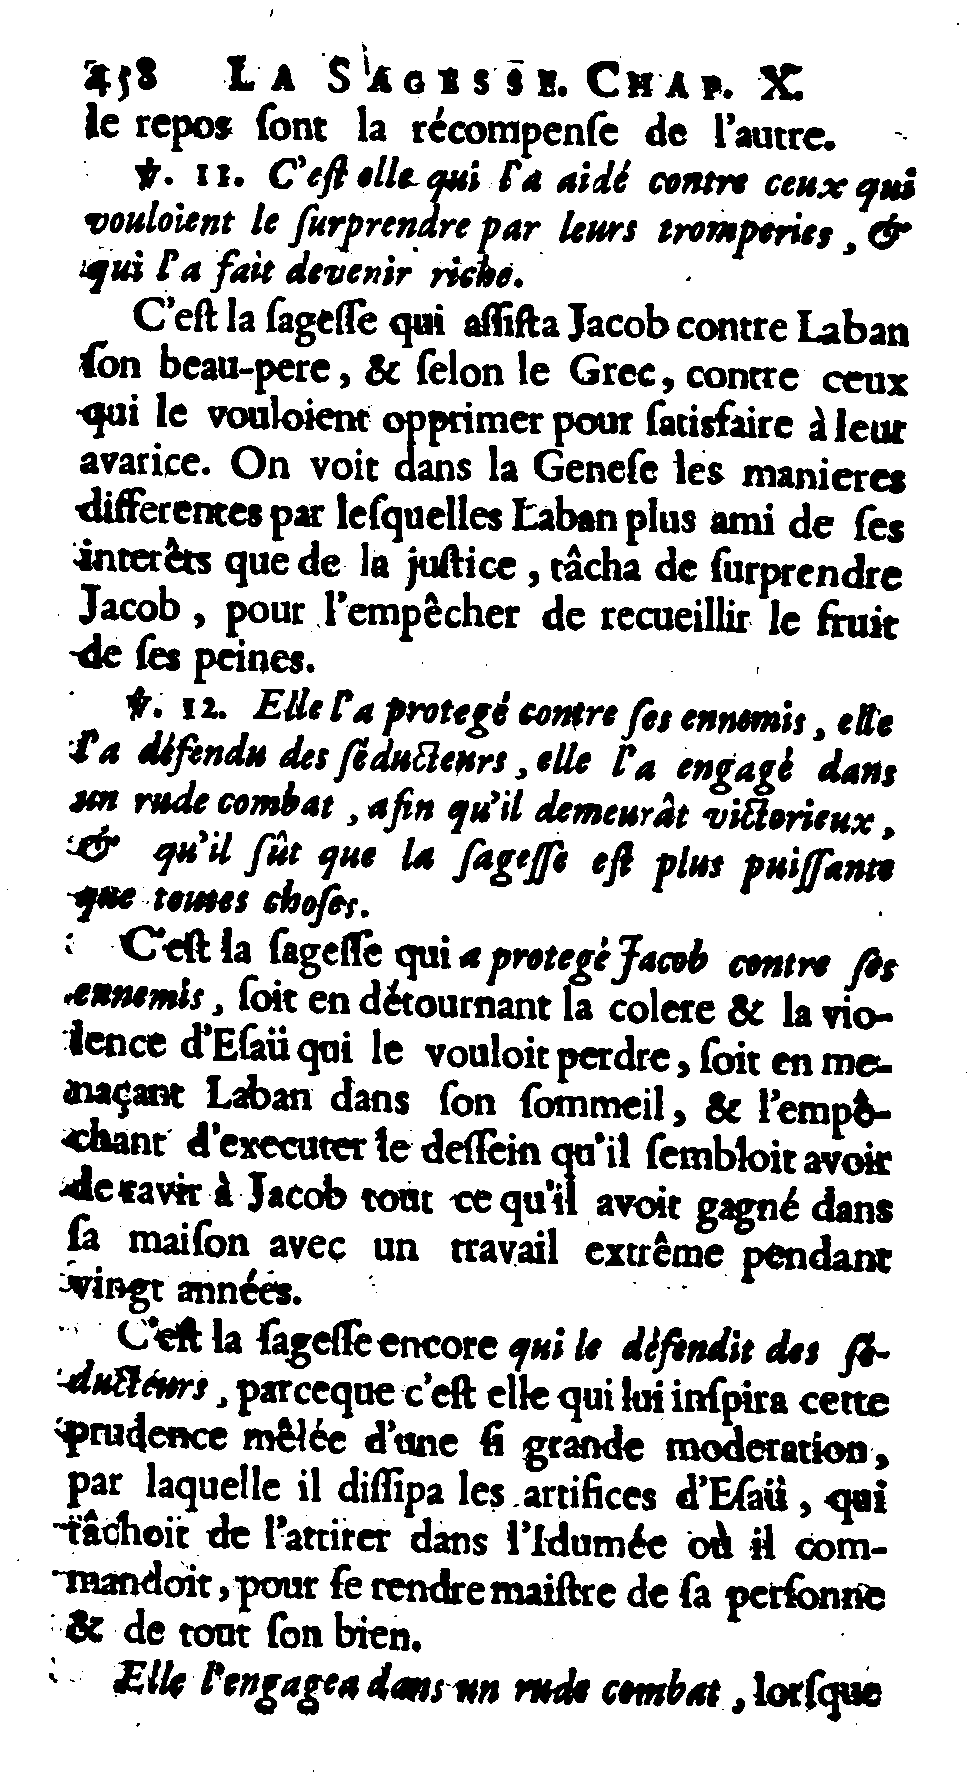 458 LA SAGESSE. CHAP. X.
le repos ſont la récompenſe de l'autre.
℣. 11. C'eſt elle qui l'a aidé contre ceux qui
vouloient le ſurprendre par leurs tromperies, &
qui l'a fait devenir riche.
C'eſt la ſageſſe qui aſſiſta Jacob contre Laban
ſon beau-pere, & ſelon le Grec, contre ceux
qui le vouloient opprimer pour ſatisfaire à leur
avarice. On voit dans la Geneſe les manieres
differentes par leſquelles Laban plus ami de ſes
interêts que de la juſtice, tâcha de ſurprendre
Jacob, pour l'empêcher de recueillir le fruit
de ſes peines.
℣. 12. Elle l'a protegé contre ſes ennemis, elle
l'a défendu des ſéducteurs, elle l'a engagé dans
un rude combat, afin qu'il demeurât victorieux,
& qu'il ſût que la ſageſſe eſt plus puiſſante
que toutes choſes.
C'eſt la ſageſſe qui a protegé Jacob contre ſes
ennemis, ſoit en détournant la colere & la vio-
lence d'Eſaü qui le vouloit perdre, ſoit en me-
naçant Laban dans ſon ſommeil, & l'empê-
chant d'executer le deſſein qu'il ſembloit avoir
de ravir à Jacob tout ce qu'il avoit gagné dans
ſa maiſon avec un travail extrême pendant
vingt années.
C'eſt la ſageſſe encore qui le défendit des ſé-
ducteurs, parceque c'eſt elle qui lui inſpira cette
prudence mêlée d'une ſi grande moderation,
par laquelle il diſſipa les artifices d'Eſaü, qui
tâchoit de l'attirer dans l'Idumée où il com-
mandoit, pour ſe rendre maiſtre de ſa perſonne
& de tout ſon bien.
Elle l'engagea dans un rude combat, lorſque